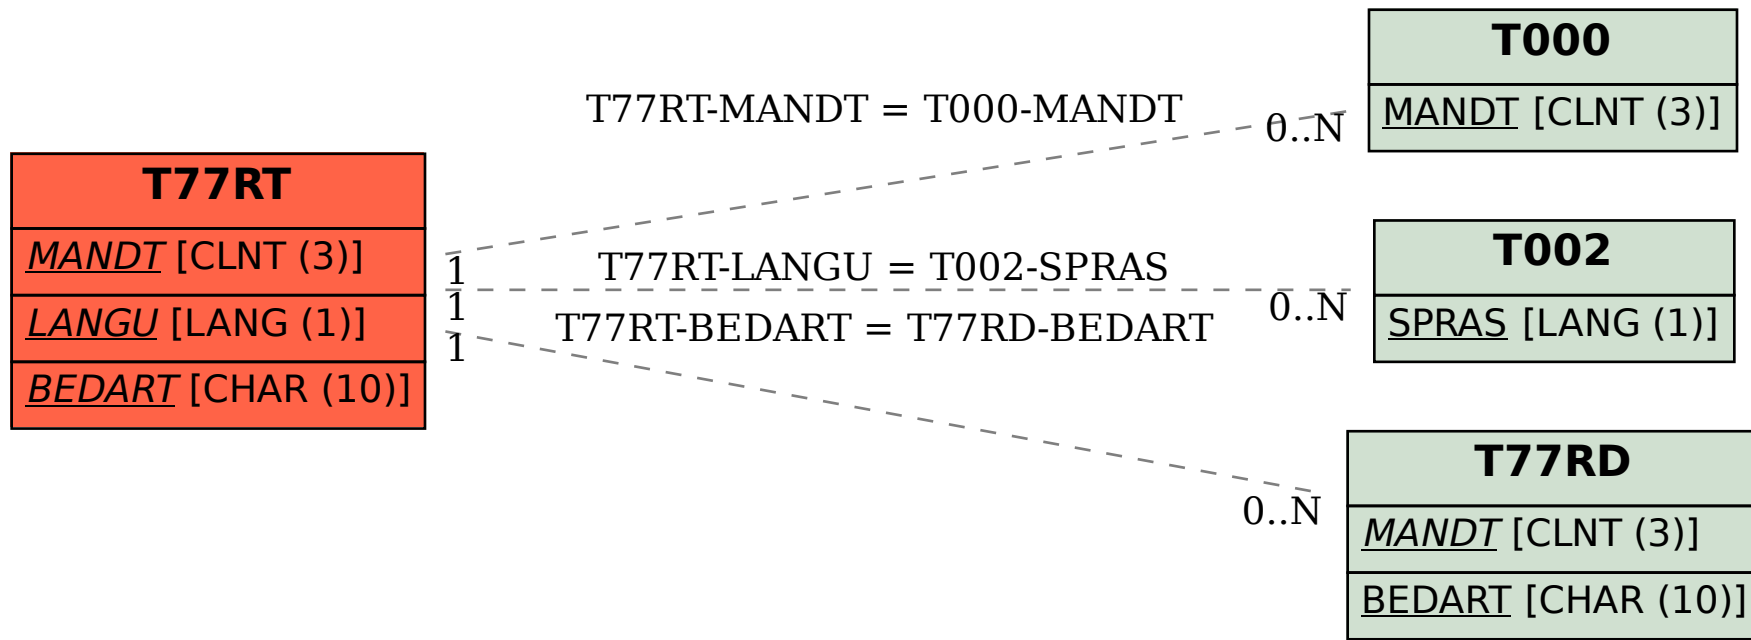 T77RT
MANDT [CLNT (3)]
LANGU [LANG (1)]
BEDART [CHAR (10)]
T77RT-MANDT = T000-MANDT
1
0..N
T77RT-LANGU = T002-SPRAS
1
0..N
T77RT-BEDART = T77RD-BEDART
1
0..N
T000
MANDT [CLNT (3)]
T002
SPRAS [LANG (1)]
T77RD
MANDT [CLNT (3)]
BEDART [CHAR (10)]